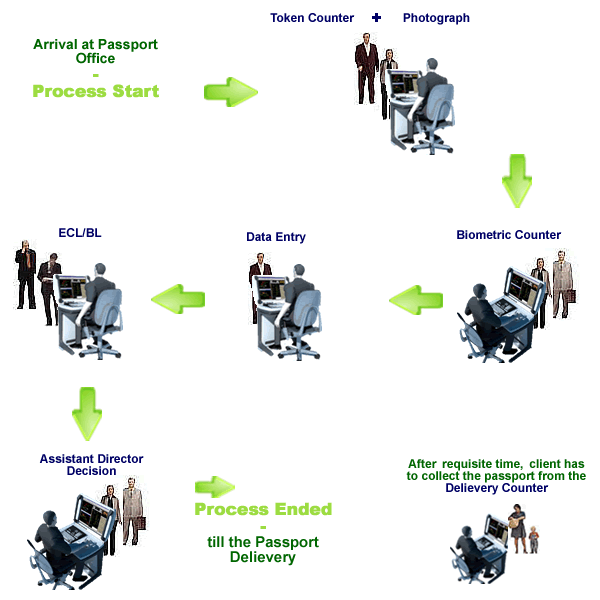 Token Counter + Photograph
Arrival at Passport
Office
-
Process Start
ECL/BL
Data Entry
Biometric Counter
Assistant Director
Decision
Process Ended
-
till the Passport
Delievery
After requisite time, client has
to collect the passport from the
Delievery Counter